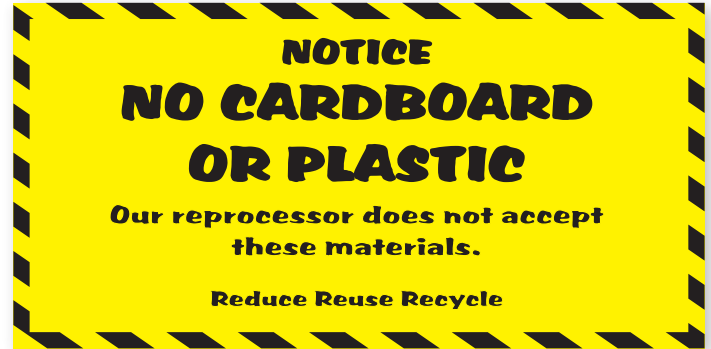 NOTICE
NO CARDBOARD
OR PLASTIC
Our reprocessor does not accept
these materials.
Reduce Reuse Recycle